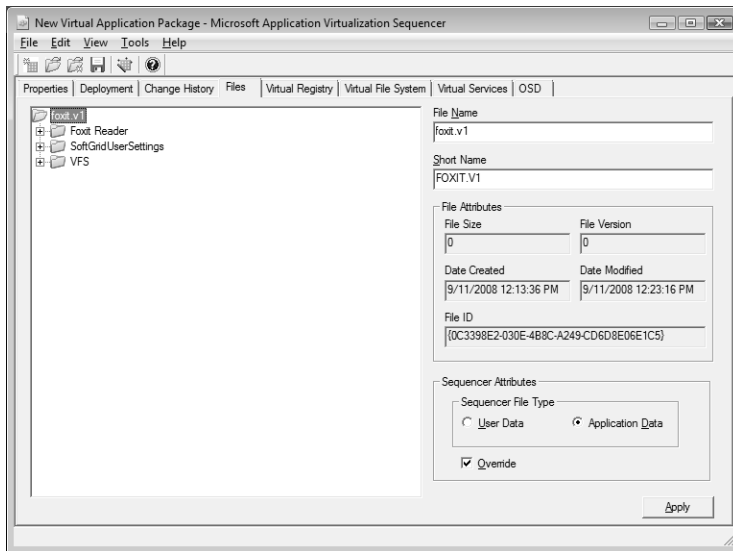 New Virtual Application Package - Microsoft Application Virtualization Sequencer
File Edit View Tools Help
Properties Deployment Change History Files Virtual Registry Virtual File System Virtual Services OSD
foxit.v1
Foxit Reader
SoftGridUserSettings
VFS
File Name
foxit.v1
Short Name
FOXIT.V1
File Attributes
File Size File Version
0 0
Date Created Date Modified
9/11/2008 12:13:36 PM 9/11/2008 12:23:16 PM
File ID
{0C3398E2-030E-4B8C-A249-CD6D8E06E1C5}
Sequencer Attributes
Sequencer File Type
User Data Application Data
Override
Apply